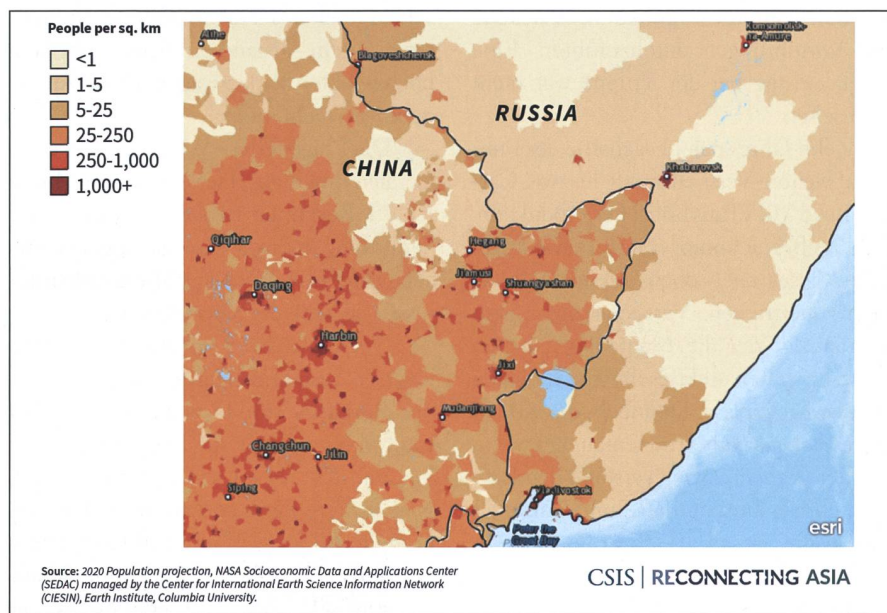 People per sq. km
<1
1-5
5-25
25-250
250-1,000
1,000+
Alihe
Blagoveshchensk
Komsomolsk-
na-Amure
RUSSIA
CHINA
Khabarovsk
Qiqihar
Hegang
Jiamusi
Shuangyashan
Daqing
Harbin
Jixi
Mudanjiang
Changchun
Jilin
Siping
Vladivostok
Peter the
Great Bay
esri
Source: 2020 Population projection, NASA Socioeconomic Data and Applications Center
(SEDAC) managed by the Center for International Earth Science Information Network
(CIESIN), Earth Institute, Columbia University.
CSIS | RECONNECTING ASIA